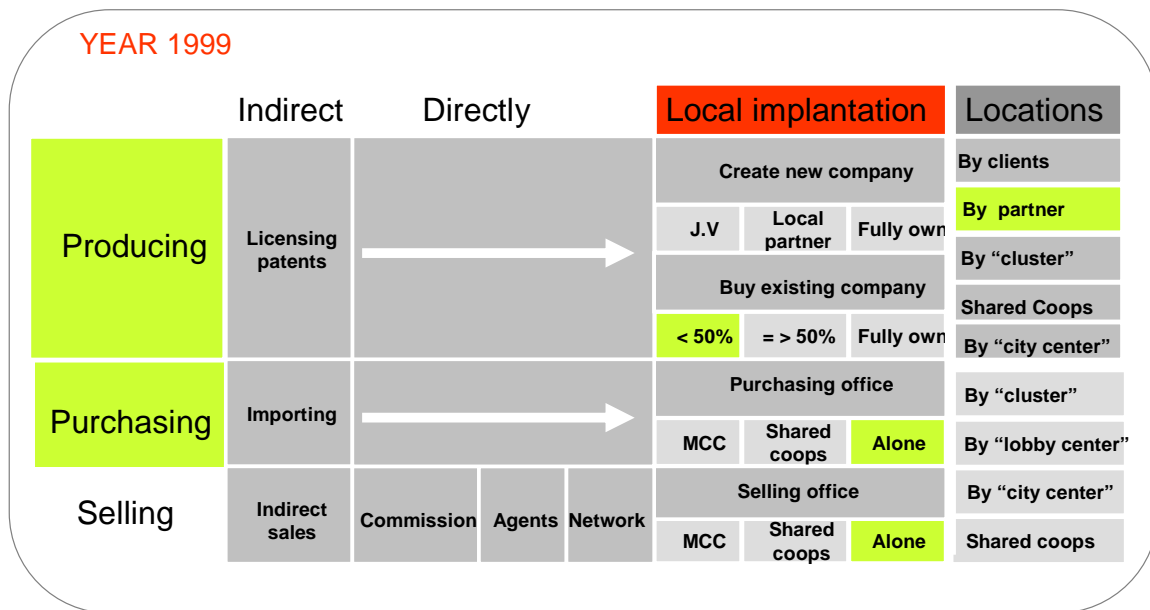 YEAR 1999
Indirect
Directly
Local implantation
Locations
Producing
Licensing
patents
Create new company
J.V
Local
partner
Fully own
Buy existing company
< 50%
= > 50%
Fully own
By clients
By partner
By “cluster”
Shared Coops
By “city center”
Purchasing
Importing
Purchasing office
MCC
Shared
coops
Alone
By “cluster”
By “lobby center”
Selling
Indirect
sales
Commission
Agents
Network
Selling office
MCC
Shared
coops
Alone
By “city center”
Shared coops